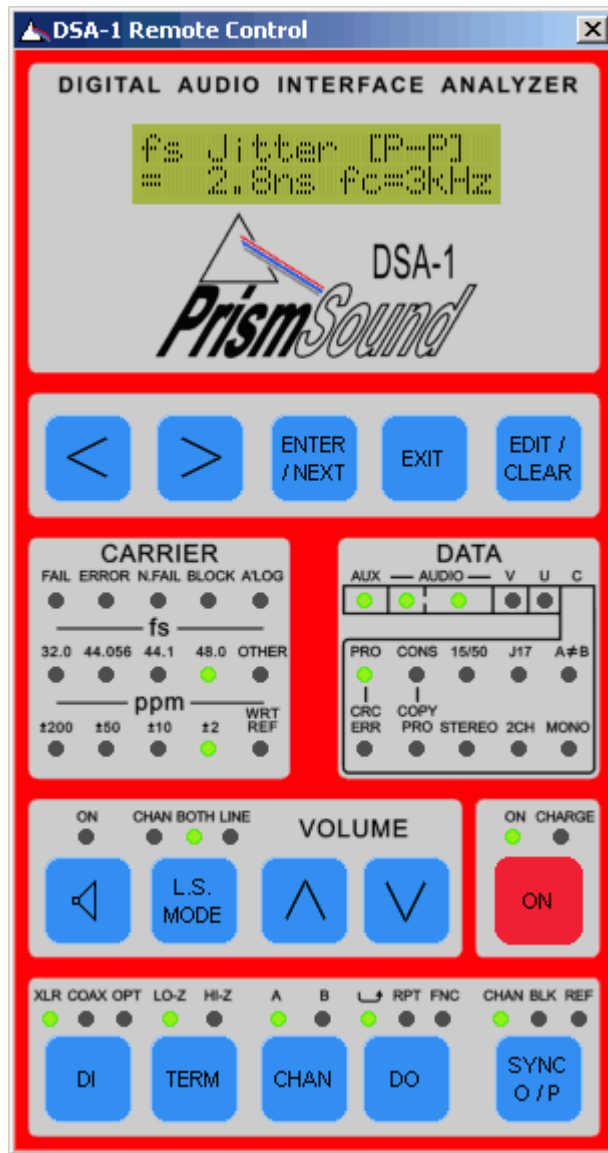 DSA-1 Remote Control
DIGITAL AUDIO INTERFACE ANALYZER
fs Jitter [P-P]
= 2.8ns fc=3kHz
DSA-1
PrismSound
< > ENTER / NEXT EXIT EDIT / CLEAR
CARRIER
FAIL ERROR N.FAIL BLOCK A'LOG
fs
32.0 44.056 44.1 48.0 OTHER
ppm
±200 ±50 ±10 ±2 WRT REF
DATA
AUX AUDIO V U C
PRO CONS 15/50 J17 A≠B
CRC ERR COPY PRO STEREO 2CH MONO
ON CHAN BOTH LINE VOLUME
L.S. MODE
ON CHARGE
ON
XLR COAX OPT LO-Z HI-Z A B RPT FNC CHAN BLK REF
DI TERM CHAN DO SYNC O/P